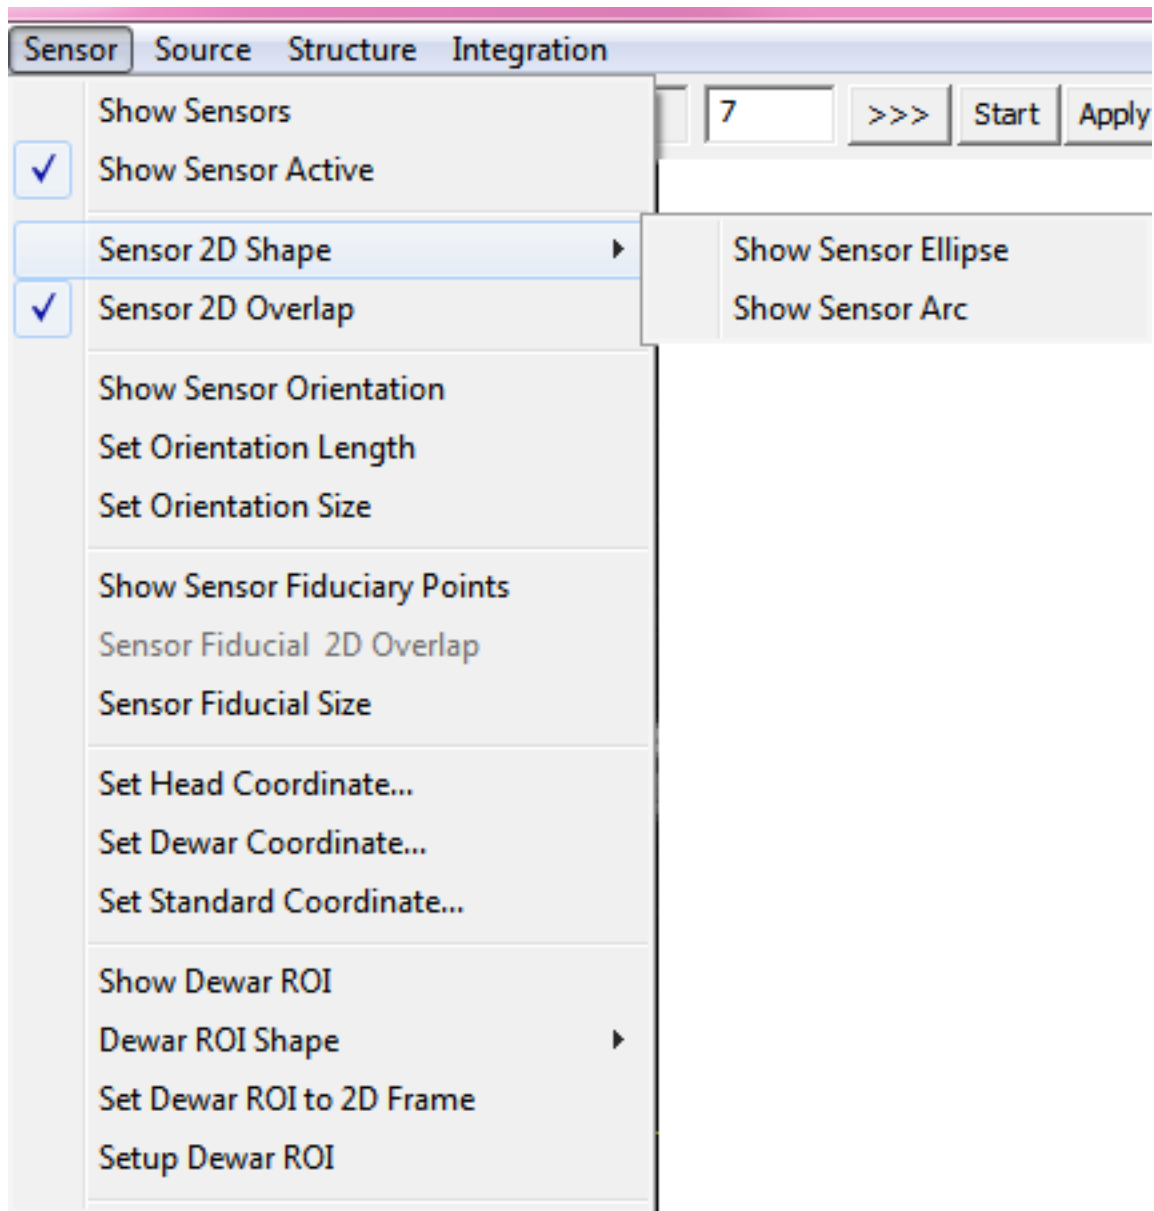 Sensor Source Structure Integration
Show Sensors
7 >>> Start Apply
Show Sensor Active
Sensor 2D Shape
Show Sensor Ellipse
Sensor 2D Overlap
Show Sensor Arc
Show Sensor Orientation
Set Orientation Length
Set Orientation Size
Show Sensor Fiduciary Points
Sensor Fiducial 2D Overlap
Sensor Fiducial Size
Set Head Coordinate...
Set Dewar Coordinate...
Set Standard Coordinate...
Show Dewar ROI
Dewar ROI Shape
Set Dewar ROI to 2D Frame
Setup Dewar ROI